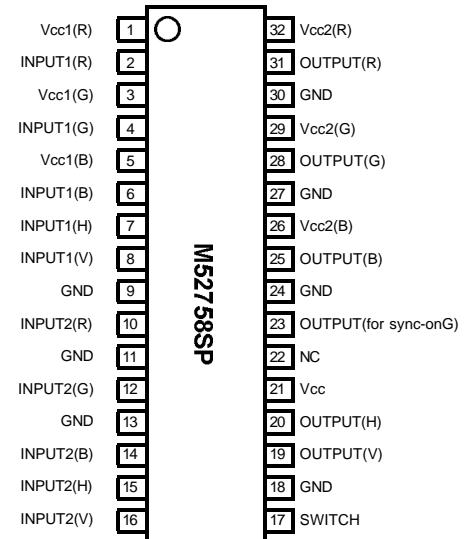 Vcc1(R) 1 32 Vcc2(R)
INPUT1(R) 2 31 OUTPUT(R)
Vcc1(G) 3 30 GND
INPUT1(G) 4 29 Vcc2(G)
Vcc1(B) 5 28 OUTPUT(G)
INPUT1(B) 6 27 GND
INPUT1(H) 7 26 Vcc2(B)
INPUT1(V) 8 25 OUTPUT(B)
GND 9 24 GND
INPUT2(R) 10 23 OUTPUT(for sync-onG)
GND 11 22 NC
INPUT2(G) 12 21 Vcc
GND 13 20 OUTPUT(H)
INPUT2(B) 14 19 OUTPUT(V)
INPUT2(H) 15 18 GND
INPUT2(V) 16 17 SWITCH
M52758SP